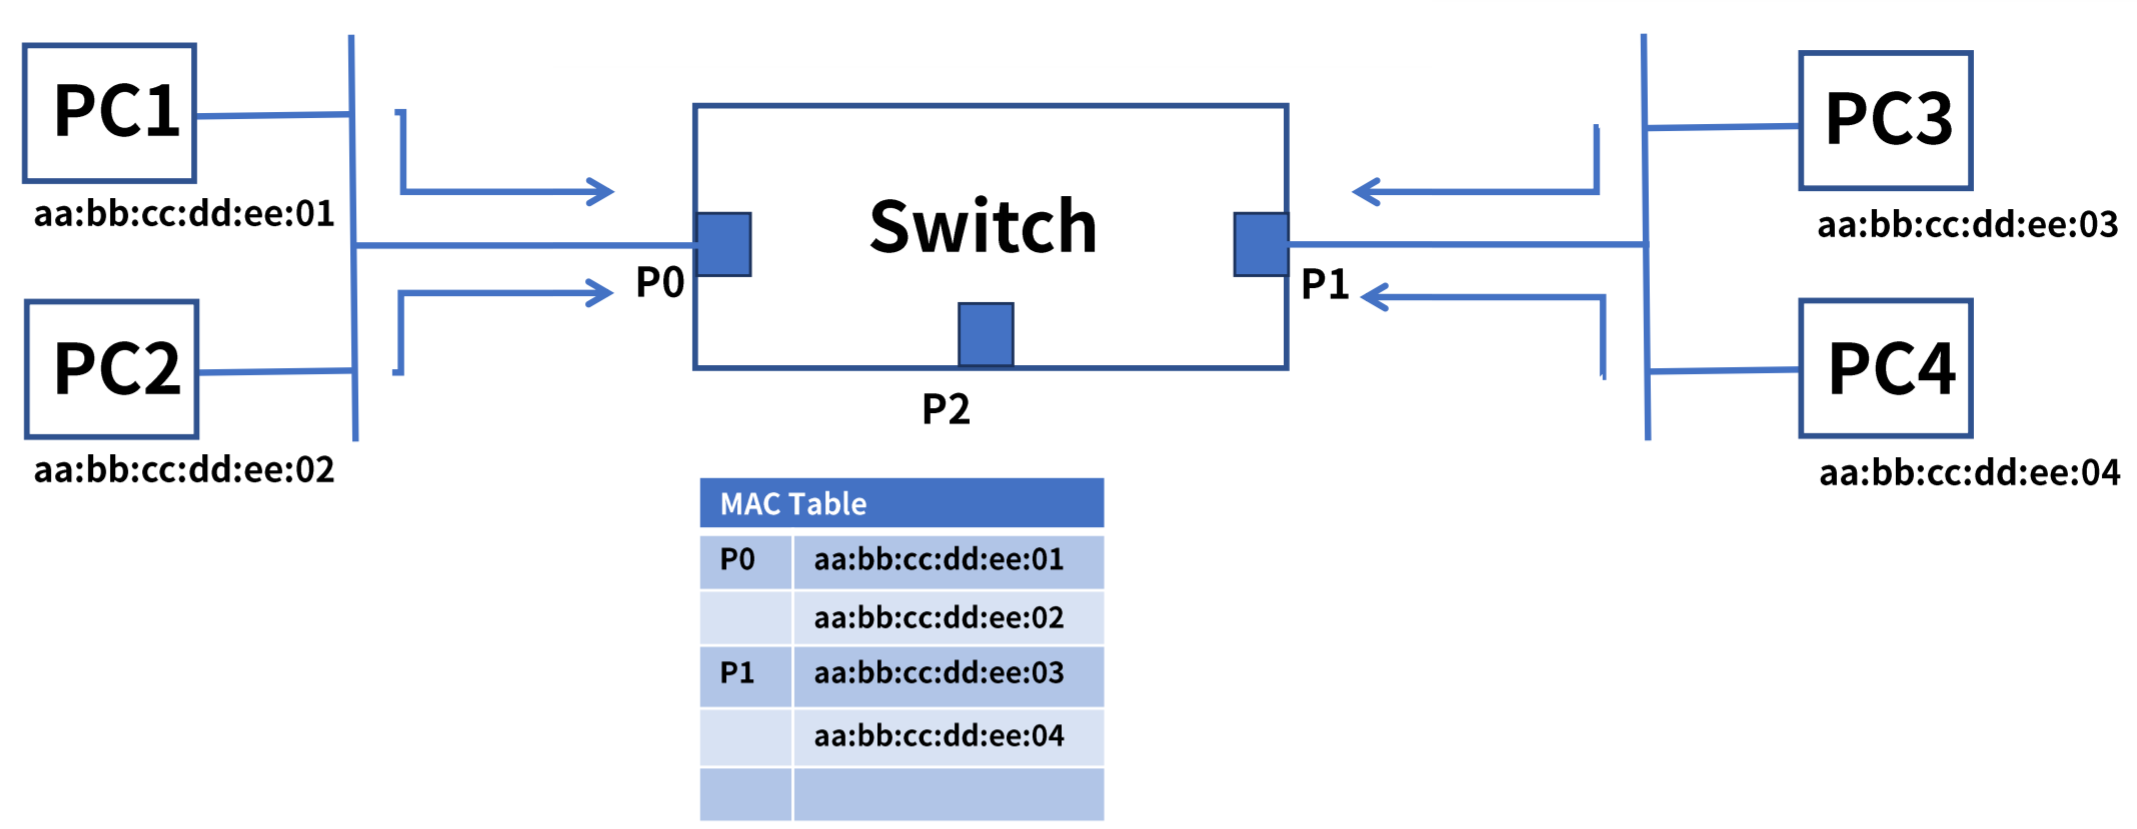 PC1
aa:bb:cc:dd:ee:01
PC2
aa:bb:cc:dd:ee:02
Switch
P0
P1
P2
PC3
aa:bb:cc:dd:ee:03
PC4
aa:bb:cc:dd:ee:04
MAC Table
P0 aa:bb:cc:dd:ee:01
aa:bb:cc:dd:ee:02
P1 aa:bb:cc:dd:ee:03
aa:bb:cc:dd:ee:04